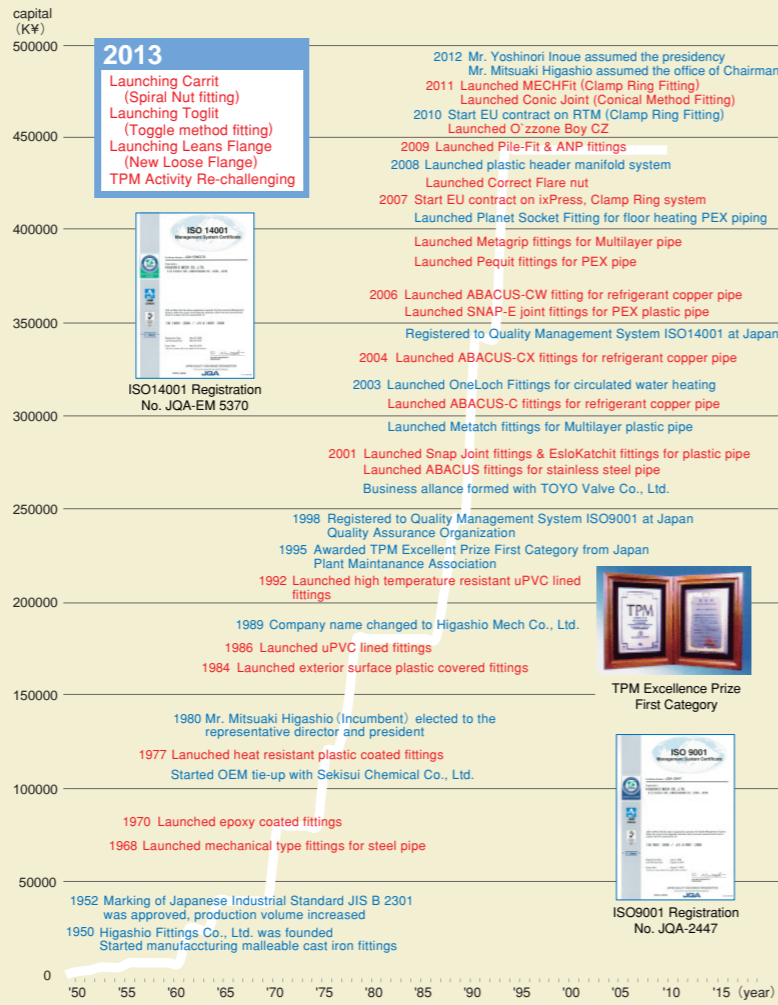 capital
(K¥)
500000
450000
400000
350000
300000
250000
200000
150000
100000
50000
0
2013
Launching Carrit
(Spiral Nut fitting)
Launching Toglit
(Toggle method fitting)
Launching Leans Flange
(New Loose Flange)
TPM Activity Re-challenging
2012 Mr. Yoshinori Inoue assumed the presidency
Mr. Mitsuaki Higashio assumed the office of Chairman
2011 Launched MECHFit (Clamp Ring Fitting)
Launched Conic Joint (Conical Method Fitting)
2010 Start EU contract on RTM (Clamp Ring Fitting)
Launched O`zzone Boy CZ
2009 Launched Pile-Fit & ANP fittings
2008 Launched plastic header manifold system
Launched Correct Flare nut
2007 Start EU contract on ixPress, Clamp Ring system
Launched Planet Socket Fitting for floor heating PEX piping
Launched Metagrip fittings for Multilayer pipe
Launched Pequit fittings for PEX pipe
2006 Launched ABACUS-CW fitting for refrigerant copper pipe
Launched SNAP-E joint fittings for PEX plastic pipe
Registered to Quality Management System ISO14001 at Japan
2004 Launched ABACUS-CX fittings for refrigerant copper pipe
2003 Launched OneLoch Fittings for circulated water heating
Launched ABACUS-C fittings for refrigerant copper pipe
Launched Metatch fittings for Multilayer plastic pipe
2001 Launched Snap Joint fittings & EsloKatchit fittings for plastic pipe
Launched ABACUS fittings for stainless steel pipe
Business alliance formed with TOYO Valve Co., Ltd.
1998 Registered to Quality Management System ISO9001 at Japan
Quality Assurance Organization
1995 Awarded TPM Excellent Prize First Category from Japan
Plant Maintanance Association
1992 Launched high temperature resistant uPVC lined
fittings
1989 Company name changed to Higashio Mech Co., Ltd.
1986 Launched uPVC lined fittings
1984 Launched exterior surface plastic covered fittings
1980 Mr. Mitsuaki Higashio (Incumbent) elected to the
representative director and president
1977 Lanuched heat resistant plastic coated fittings
Started OEM tie-up with Sekisui Chemical Co., Ltd.
1970 Launched epoxy coated fittings
1968 Launched mechanical type fittings for steel pipe
1952 Marking of Japanese Industrial Standard JIS B 2301
was approved, production volume increased
1950 Higashio Fittings Co., Ltd. was founded
Started manufaccturing malleable cast iron fittings
ISO 14001
Management System Certificate
JQA
ISO14001 Registration
No. JQA-EM 5370
TPM
TPM Excellence Prize
First Category
ISO 9001
Management System Certificate
JQA
ISO9001 Registration
No. JQA-2447
'50 '55 '60 '65 '70 '75 '80 '85 '90 '95 '00 '05 '10 '15 (year)